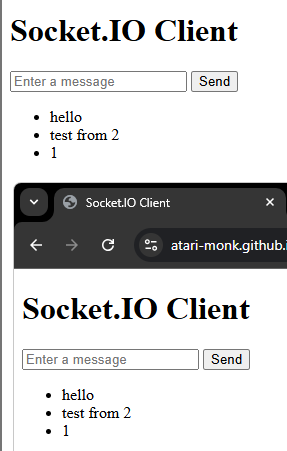 Socket.IO Client
Enter a message Send
hello
test from 2
1
Socket.IO Client
atari-monk.github.i
Socket.IO Client
Enter a message Send
hello
test from 2
1